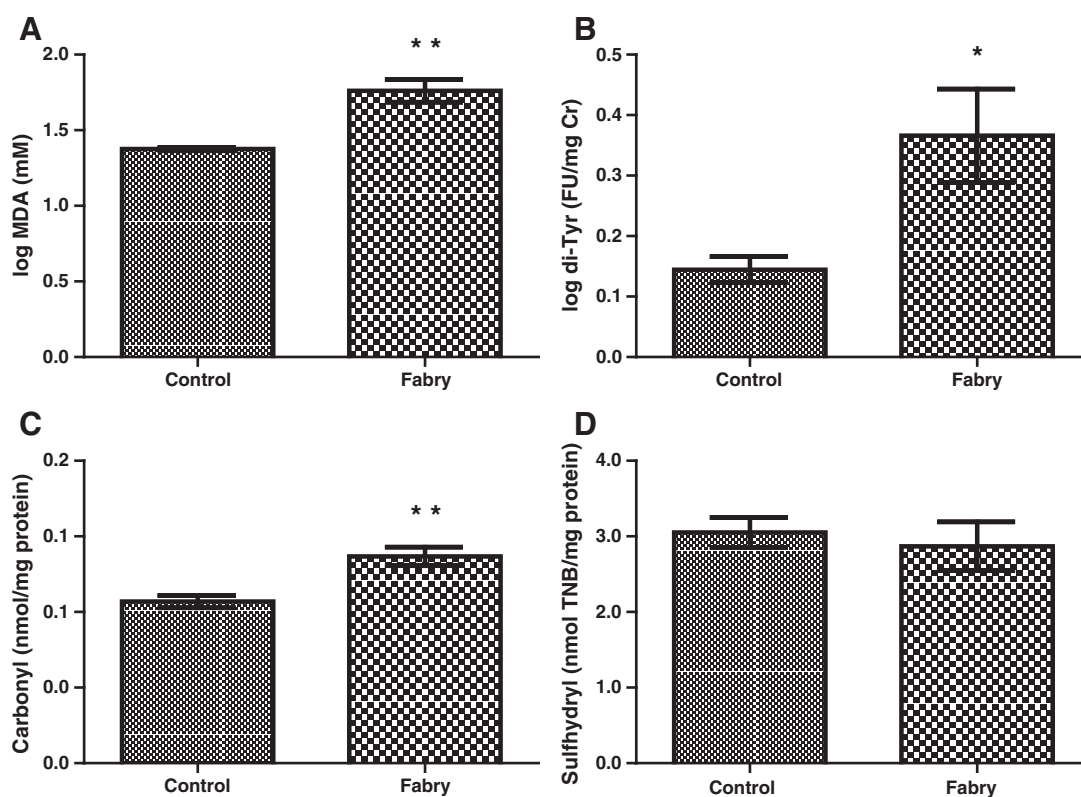 A
* *
2.0
1.5
1.0
0.5
0.0
log MDA (mM)
Control
Fabry
B
*
0.5
0.4
0.3
0.2
0.1
0.0
log di-Tyr (FU/mg Cr)
Control
Fabry
C
* *
0.2
0.1
0.1
0.0
0.0
Carbonyl (nmol/mg protein)
Control
Fabry
D
4.0
3.0
2.0
1.0
0.0
Sulfhydryl (nmol TNB/mg protein)
Control
Fabry